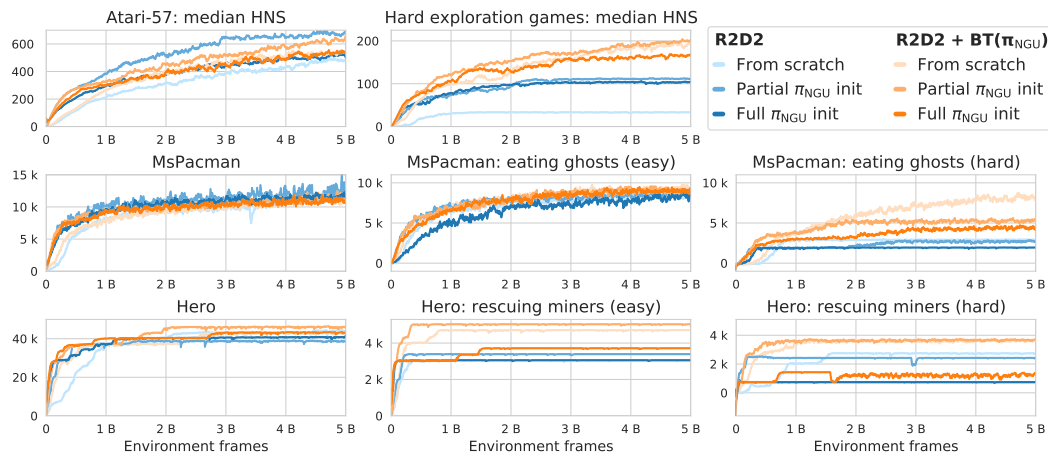 Atari-57: median HNS
600
400
200
0
0 1 B 2 B 3 B 4 B 5 B
Hard exploration games: median HNS
200
100
0
0 1 B 2 B 3 B 4 B 5 B
R2D2 R2D2 + BT(π_NGU)
From scratch From scratch
Partial π_NGU init Partial π_NGU init
Full π_NGU init Full π_NGU init
MsPacman
15 k
10 k
5 k
0
0 1 B 2 B 3 B 4 B 5 B
MsPacman: eating ghosts (easy)
10 k
5 k
0
0 1 B 2 B 3 B 4 B 5 B
MsPacman: eating ghosts (hard)
10 k
5 k
0
0 1 B 2 B 3 B 4 B 5 B
Hero
40 k
20 k
0
0 1 B 2 B 3 B 4 B 5 B
Environment frames
Hero: rescuing miners (easy)
4 k
2 k
0
0 1 B 2 B 3 B 4 B 5 B
Environment frames
Hero: rescuing miners (hard)
4 k
2 k
0
0 1 B 2 B 3 B 4 B 5 B
Environment frames